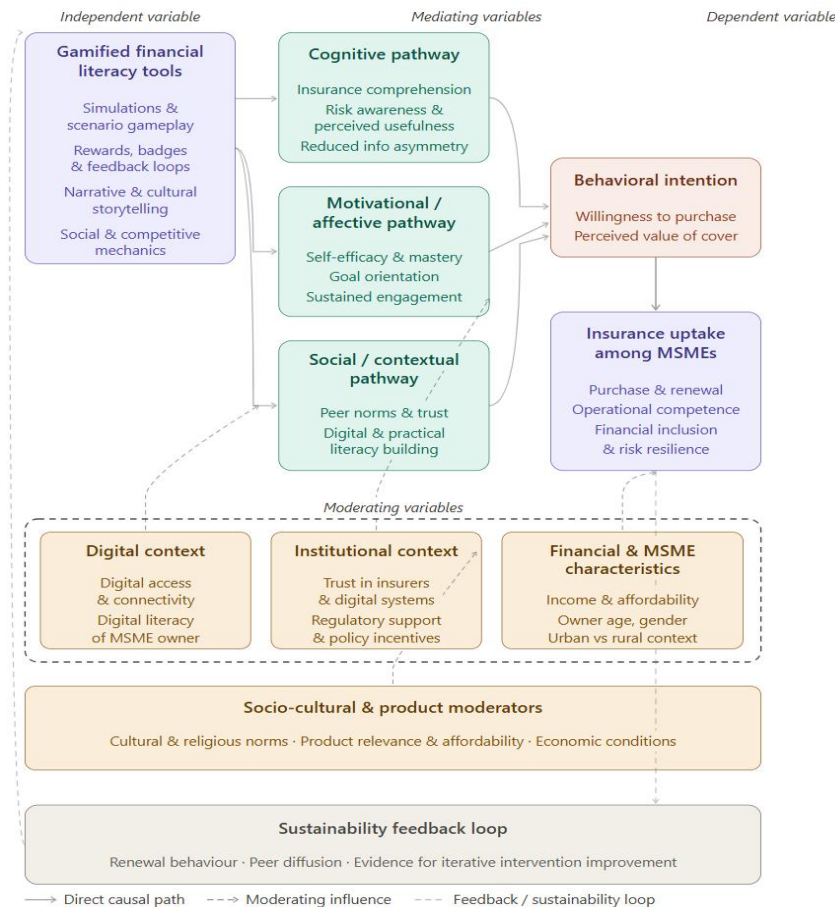 Independent variable
Mediating variables
Dependent variable
Gamified financial
literacy tools
Simulations &
scenario gameplay
Rewards, badges
& feedback loops
Narrative & cultural
storytelling
Social & competitive
mechanics
Cognitive pathway
Insurance comprehension
Risk awareness &
perceived usefulness
Reduced info asymmetry
Motivational /
affective pathway
Self-efficacy & mastery
Goal orientation
Sustained engagement
Social / contextual
pathway
Peer norms & trust
Digital & practical
literacy building
Behavioral intention
Willingness to purchase
Perceived value of cover
Insurance uptake
among MSMEs
Purchase & renewal
Operational competence
Financial inclusion
& risk resilience
Moderating variables
Digital context
Digital access
& connectivity
Digital literacy
of MSME owner
Institutional context
Trust in insurers
& digital systems
Regulatory support
& policy incentives
Financial & MSME
characteristics
Income & affordability
Owner age, gender
Urban vs rural context
Socio-cultural & product moderators
Cultural & religious norms · Product relevance & affordability · Economic conditions
Sustainability feedback loop
Renewal behaviour · Peer diffusion · Evidence for iterative intervention improvement
Direct causal path
Moderating influence
Feedback / sustainability loop